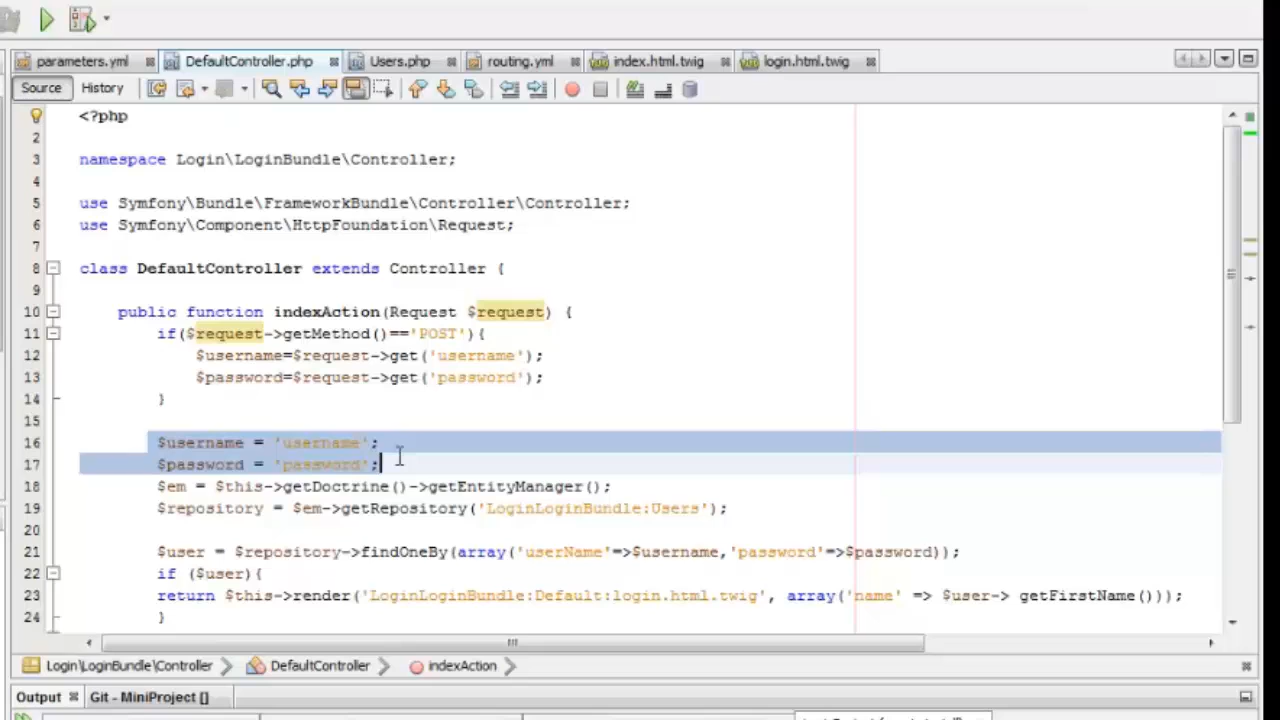 parameters.yml DefaultController.php Users.php routing.yml index.html.twig login.html.twig
Source History
<?php
2
3 namespace Login\LoginBundle\Controller;
4
5 use Symfony\Bundle\FrameworkBundle\Controller\Controller;
6 use Symfony\Component\HttpFoundation\Request;
7
8 class DefaultController extends Controller {
9
10 public function indexAction(Request $request) {
11 if($request->getMethod()=='POST'){
12 $username=$request->get('username');
13 $password=$request->get('password');
14 }
15
16 $username = 'username';
17 $password = 'password';
18 $em = $this->getDoctrine()->getEntityManager();
19 $repository = $em->getRepository('LoginLoginBundle:Users');
20
21 $user = $repository->findOneBy(array('userName'=>$username,'password'=>$password));
22 if ($user){
23 return $this->render('LoginLoginBundle:Default:login.html.twig', array('name' => $user-> getFirstName()));
24 }
Login\LoginBundle\Controller DefaultController indexAction
Output Git - MiniProject []